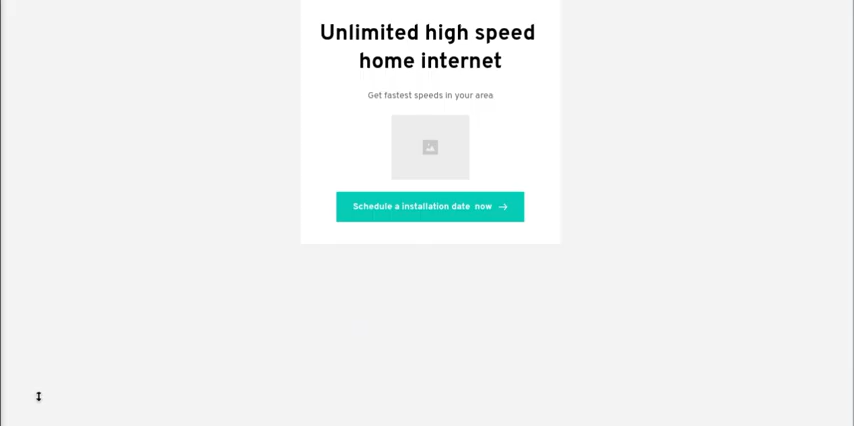 Unlimited high speed
home internet
Get fastest speeds in your area
Schedule a installation date now